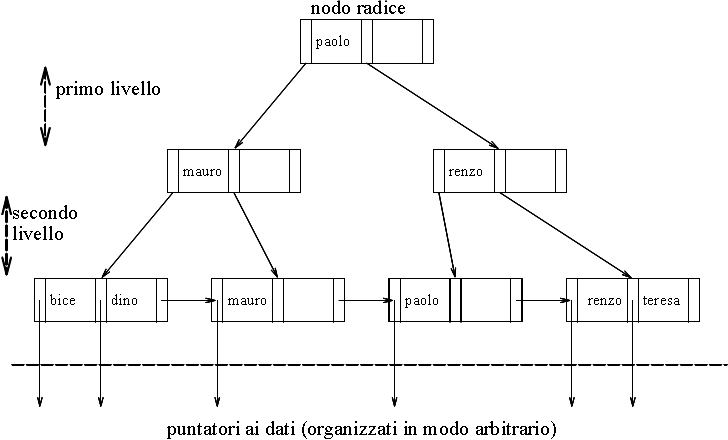 nodo radice
paolo
primo livello
mauro
renzo
secondo
livello
bice dino mauro paolo renzo teresa
puntatori ai dati (organizzati in modo arbitrario)